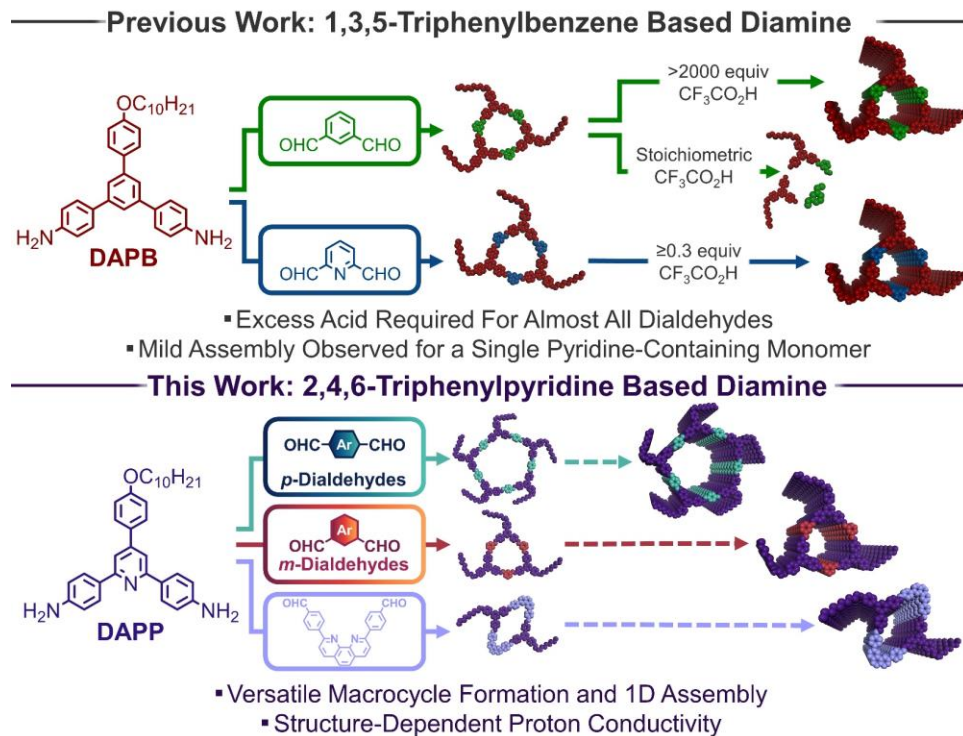 Previous Work: 1,3,5-Triphenylbenzene Based Diamine
OC₁₀H₂₁
H₂N
NH₂
DAPB
OHC
CHO
OHC
N
CHO
>2000 equiv
CF₃CO₂H
Stoichiometric
CF₃CO₂H
≥0.3 equiv
CF₃CO₂H
▪Excess Acid Required For Almost All Dialdehydes
▪Mild Assembly Observed for a Single Pyridine-Containing Monomer
This Work: 2,4,6-Triphenylpyridine Based Diamine
OC₁₀H₂₁
N
H₂N
NH₂
DAPP
OHC
Ar
CHO
p-Dialdehydes
Ar
OHC
CHO
m-Dialdehydes
OHC
CHO
N
N
▪Versatile Macrocycle Formation and 1D Assembly
▪Structure-Dependent Proton Conductivity